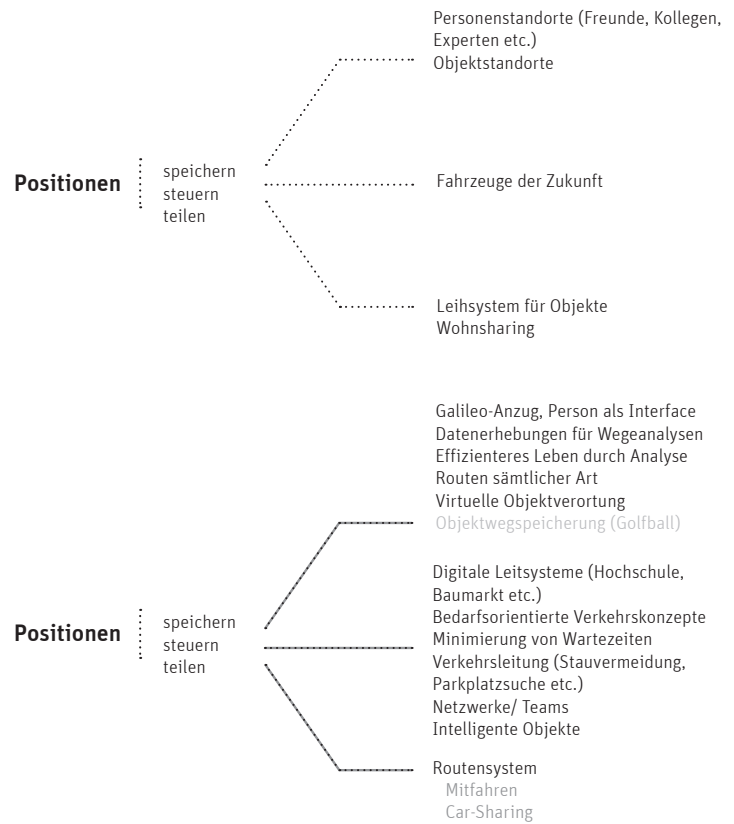 Personenstandorte (Freunde, Kollegen,
Experten etc.)
Objektstandorte
Positionen
speichern
steuern
teilen
Fahrzeuge der Zukunft
Leihsystem für Objekte
Wohnsharing
Galileo-Anzug, Person als Interface
Datenerhebungen für Wegeanalysen
Effizienteres Leben durch Analyse
Routen sämtlicher Art
Virtuelle Objektverortung
Objektwegspeicherung (Golfball)
Positionen
speichern
steuern
teilen
Digitale Leitsysteme (Hochschule,
Baumarkt etc.)
Bedarfsorientierte Verkehrskonzepte
Minimierung von Wartezeiten
Verkehrsleitung (Stauvermeidung,
Parkplatzsuche etc.)
Netzwerke/ Teams
Intelligente Objekte
Routensystem
Mitfahren
Car-Sharing